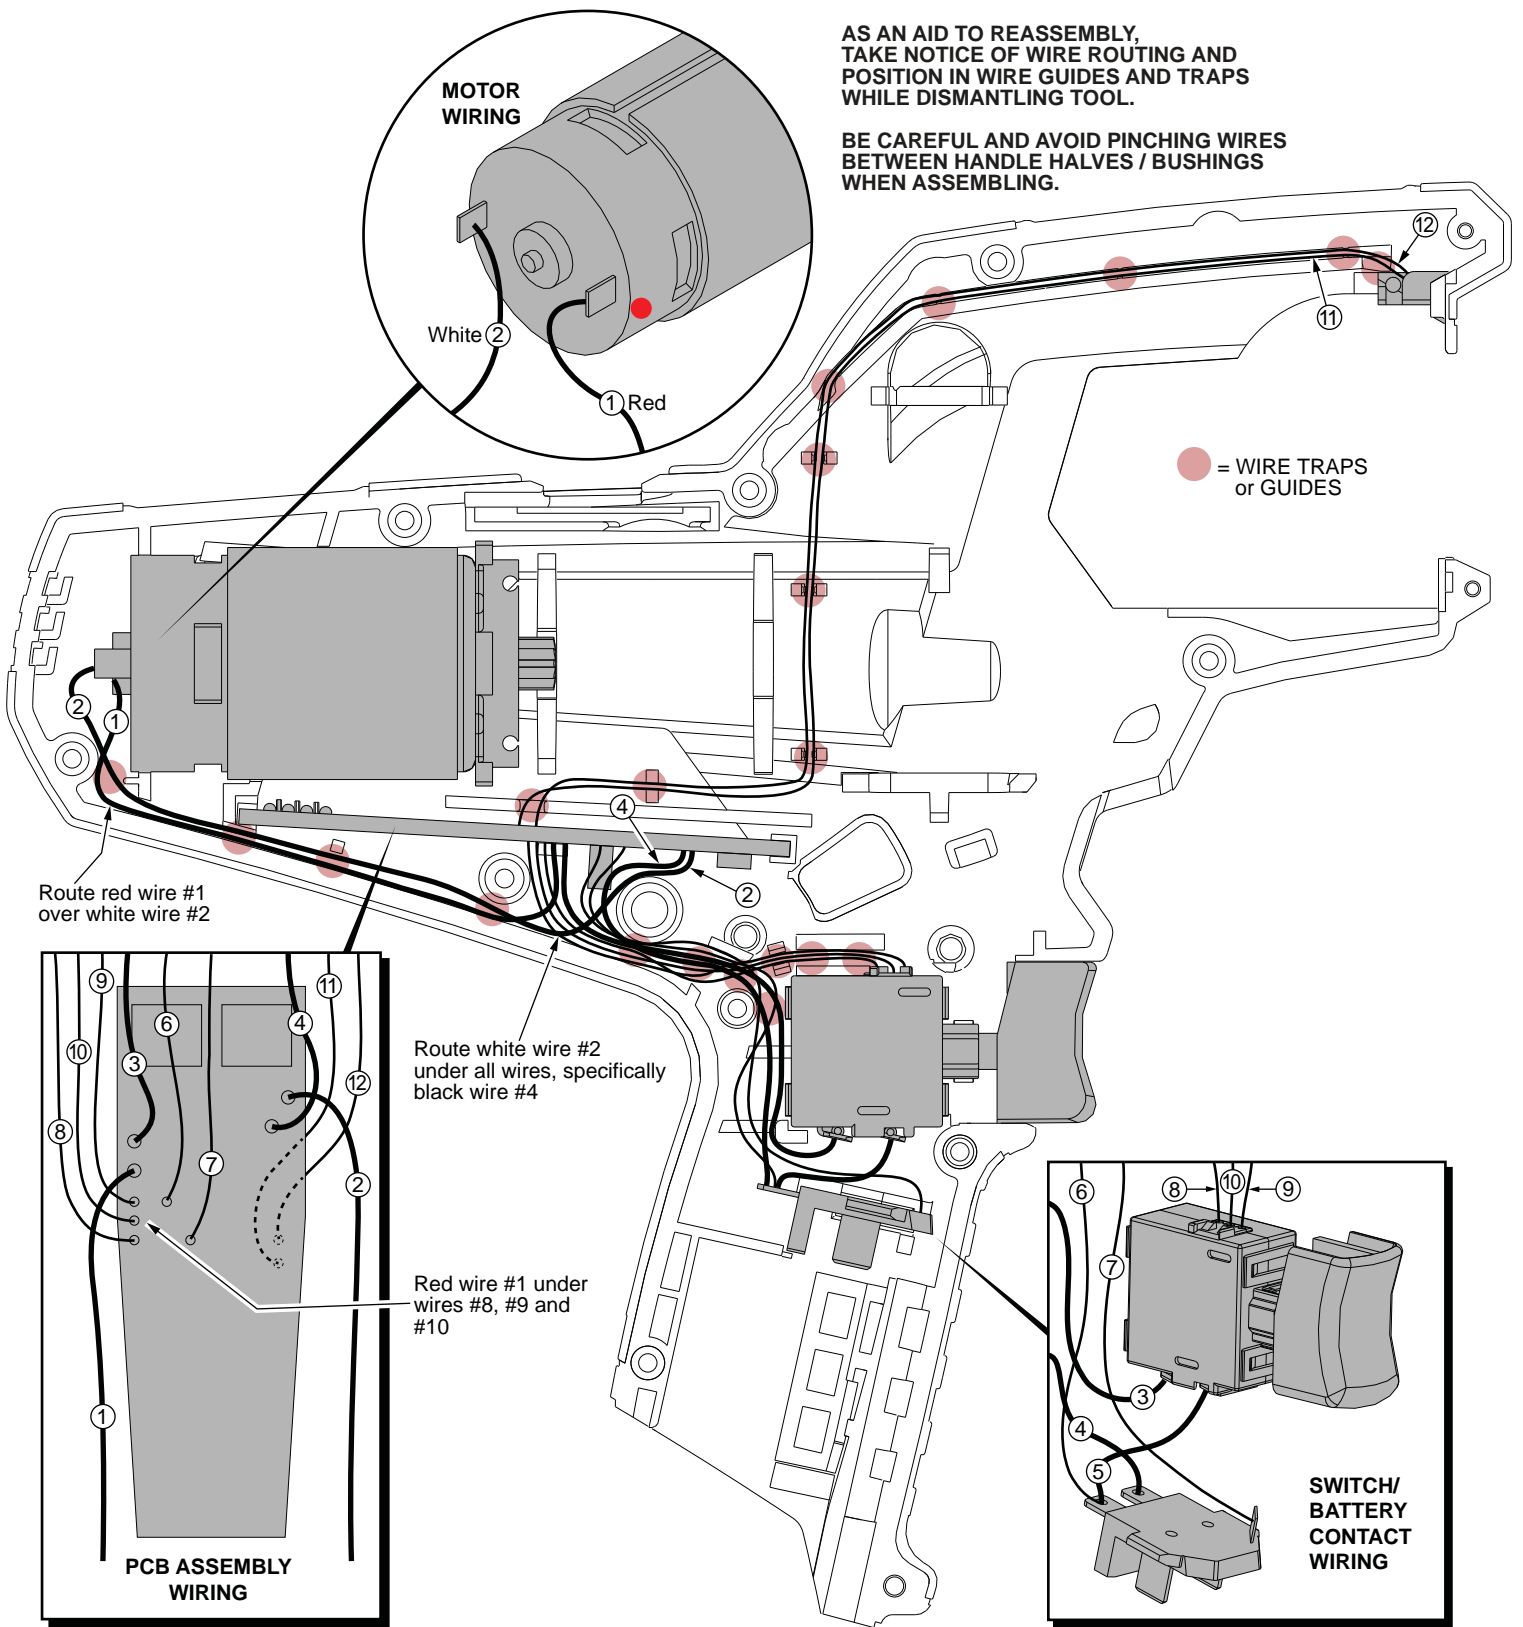 AS AN AID TO REASSEMBLY,
TAKE NOTICE OF WIRE ROUTING AND
POSITION IN WIRE GUIDES AND TRAPS
WHILE DISMANTLING TOOL.
BE CAREFUL AND AVOID PINCHING WIRES
BETWEEN HANDLE HALVES / BUSHINGS
WHEN ASSEMBLING.
MOTOR
WIRING
White 2
1 Red
12
11
= WIRE TRAPS
or GUIDES
2
1
4
2
Route red wire #1
over white wire #2
Route white wire #2
under all wires, specifically
black wire #4
9
11
6
4
10
3
12
8
7
2
Red wire #1 under
wires #8, #9 and
#10
1
PCB ASSEMBLY
WIRING
6
8
10
9
7
3
4
5
SWITCH/
BATTERY
CONTACT
WIRING